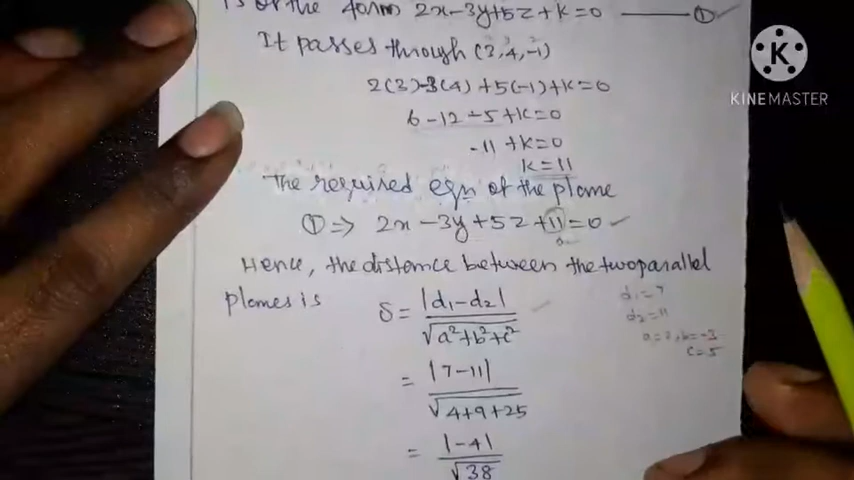 is of the form 2x-3y+5z+k=0 ——— ①
It passes through (3,4,-1)
2(3)-3(4)+5(-1)+k=0
6-12-5+k=0
-11+k=0
k=11
The required eqn of the plane
①⇒ 2x-3y+5z+11=0
Hence, the distance between the two parallel
planes is δ = |d₁-d₂| / √a²+b²+c²
d₁=7
d₂=11
a=2, b=-3
c=5
= |7-11| / √4+9+25
= |-4| / √38
K
KINEMASTER